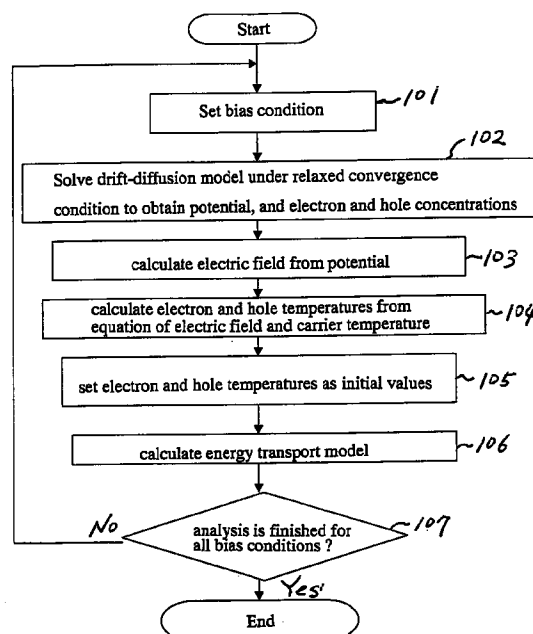 Start
Set bias condition
101
102
Solve drift-diffusion model under relaxed convergence
condition to obtain potential, and electron and hole concentrations
calculate electric field from potential
103
calculate electron and hole temperatures from
equation of electric field and carrier temperature
104
set electron and hole temperatures as initial values
105
calculate energy transport model
106
No
analysis is finished for
all bias conditions ?
107
Yes
End